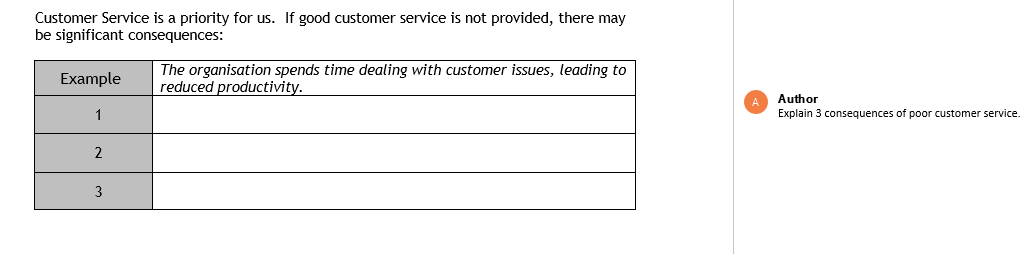 Customer Service is a priority for us.  If good customer service is not provided, there may
be significant consequences:
Example
The organisation spends time dealing with customer issues, leading to
reduced productivity.
1
2
3
A
Author
Explain 3 consequences of poor customer service.